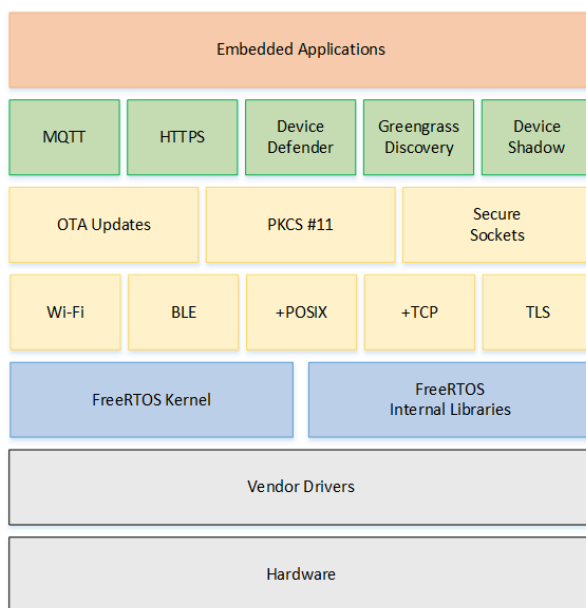 Embedded Applications
MQTT
HTTPS
Device
Defender
Greengrass
Discovery
Device
Shadow
OTA Updates
PKCS #11
Secure
Sockets
Wi-Fi
BLE
+POSIX
+TCP
TLS
FreeRTOS Kernel
FreeRTOS
Internal Libraries
Vendor Drivers
Hardware